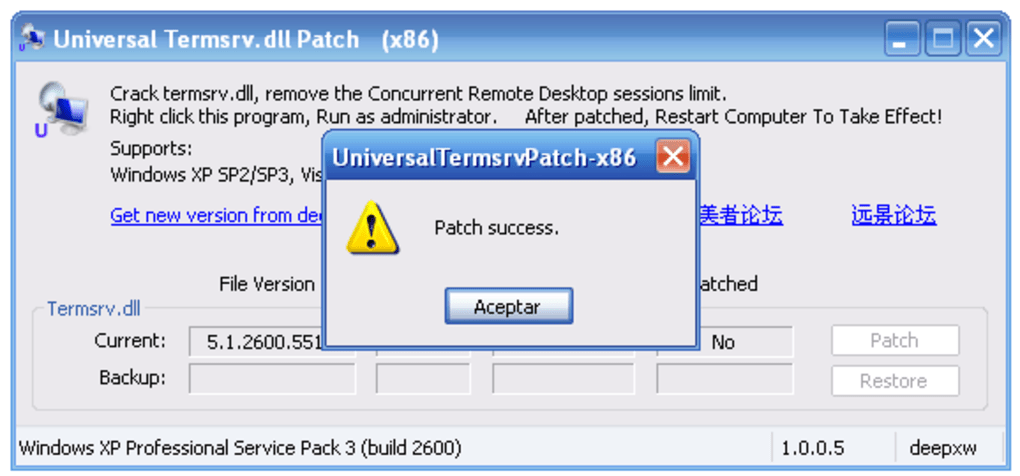 Universal Termsrv.dll Patch (x86)
Crack termsrv.dll, remove the Concurrent Remote Desktop sessions limit.
Right click this program, Run as administrator. After patched, Restart Computer To Take Effect!
U
Supports:
Windows XP SP2/SP3,
UniversalTermsrvPatch-x86
Get new version from
美者论坛 远景论坛
Patch success.
Aceptar
File Version
Termsrv.dll
Current: 5.1.2600.551 No Patch
Backup: Restore
Windows XP Professional Service Pack 3 (build 2600) 1.0.0.5 deepxw